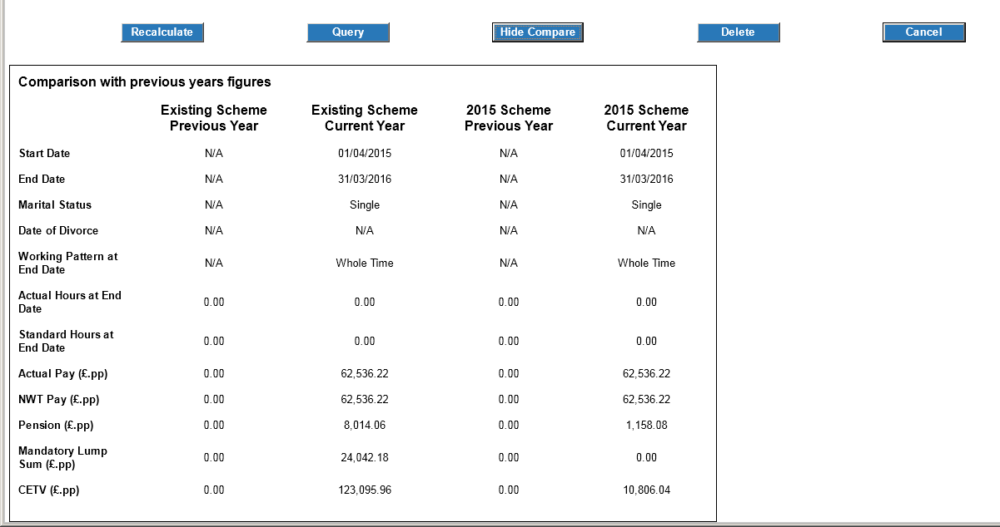 Recalculate Query Hide Compare Delete Cancel
Comparison with previous years figures
Existing Scheme Existing Scheme 2015 Scheme 2015 Scheme
Previous Year Current Year Previous Year Current Year
Start Date N/A 01/04/2015 N/A 01/04/2015
End Date N/A 31/03/2016 N/A 31/03/2016
Marital Status N/A Single N/A Single
Date of Divorce N/A N/A N/A N/A
Working Pattern at
End Date N/A Whole Time N/A Whole Time
Actual Hours at End
Date 0.00 0.00 0.00 0.00
Standard Hours at
End Date 0.00 0.00 0.00 0.00
Actual Pay (£.pp) 0.00 62,536.22 0.00 62,536.22
NWT Pay (£.pp) 0.00 62,536.22 0.00 62,536.22
Pension (£.pp) 0.00 8,014.06 0.00 1,158.08
Mandatory Lump
Sum (£.pp) 0.00 24,042.18 0.00 0.00
CETV (£.pp) 0.00 123,095.96 0.00 10,806.04